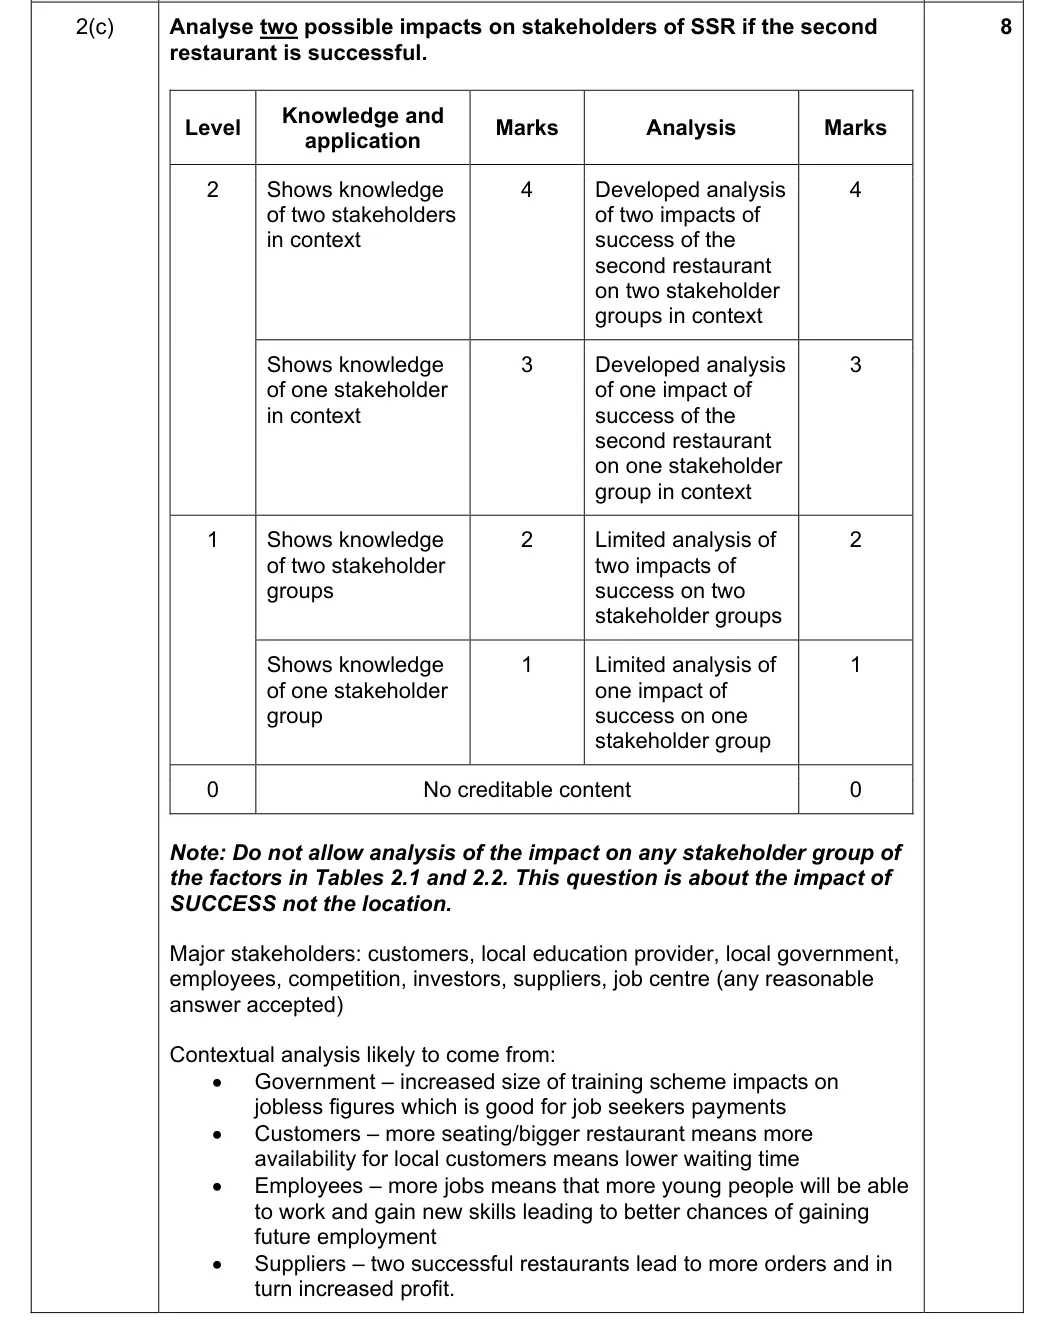 2(c)
Analyse two possible impacts on stakeholders of SSR if the second
restaurant is successful.
8
Level
Knowledge and
application
Marks
Analysis
Marks
2
Shows knowledge
of two stakeholders
in context
4
Developed analysis
of two impacts of
success of the
second restaurant
on two stakeholder
groups in context
4
Shows knowledge
of one stakeholder
in context
3
Developed analysis
of one impact of
success of the
second restaurant
on one stakeholder
group in context
3
1
Shows knowledge
of two stakeholder
groups
2
Limited analysis of
two impacts of
success on two
stakeholder groups
2
Shows knowledge
of one stakeholder
group
1
Limited analysis of
one impact of
success on one
stakeholder group
1
0
No creditable content
0
Note: Do not allow analysis of the impact on any stakeholder group of
the factors in Tables 2.1 and 2.2. This question is about the impact of
SUCCESS not the location.
Major stakeholders: customers, local education provider, local government,
employees, competition, investors, suppliers, job centre (any reasonable
answer accepted)
Contextual analysis likely to come from:
• Government – increased size of training scheme impacts on
jobless figures which is good for job seekers payments
• Customers – more seating/bigger restaurant means more
availability for local customers means lower waiting time
• Employees – more jobs means that more young people will be able
to work and gain new skills leading to better chances of gaining
future employment
• Suppliers – two successful restaurants lead to more orders and in
turn increased profit.